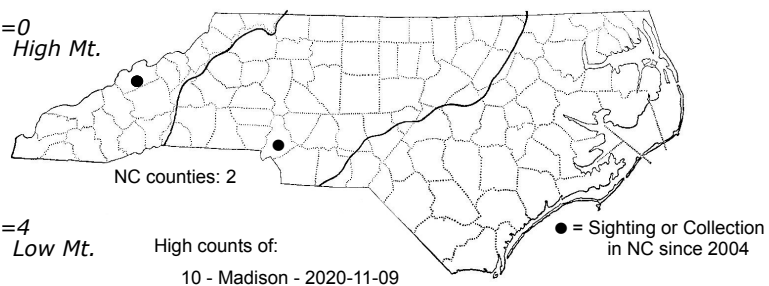 =0
High Mt.
NC counties: 2
=4
Low Mt.
High counts of:
10 - Madison - 2020-11-09
● = Sighting or Collection
in NC since 2004